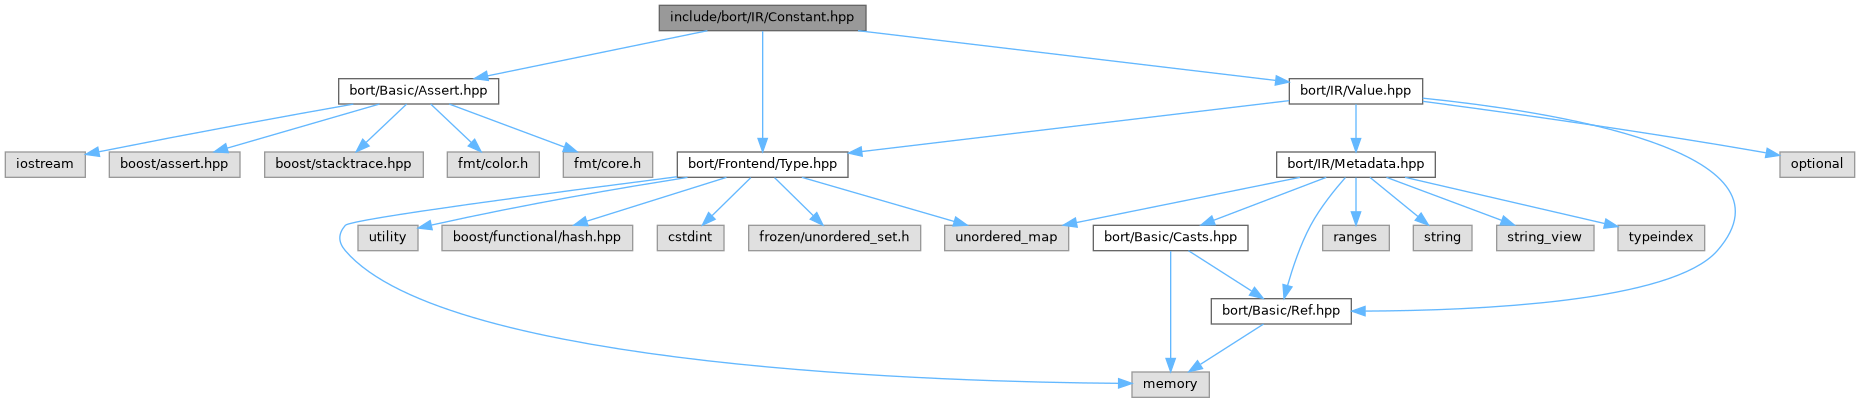 include/bort/IR/Constant.hpp
bort/Basic/Assert.hpp
bort/IR/Value.hpp
iostream
boost/assert.hpp
boost/stacktrace.hpp
fmt/color.h
fmt/core.h
bort/Frontend/Type.hpp
bort/IR/Metadata.hpp
optional
utility
boost/functional/hash.hpp
cstdint
frozen/unordered_set.h
unordered_map
bort/Basic/Casts.hpp
ranges
string
string_view
typeindex
bort/Basic/Ref.hpp
memory